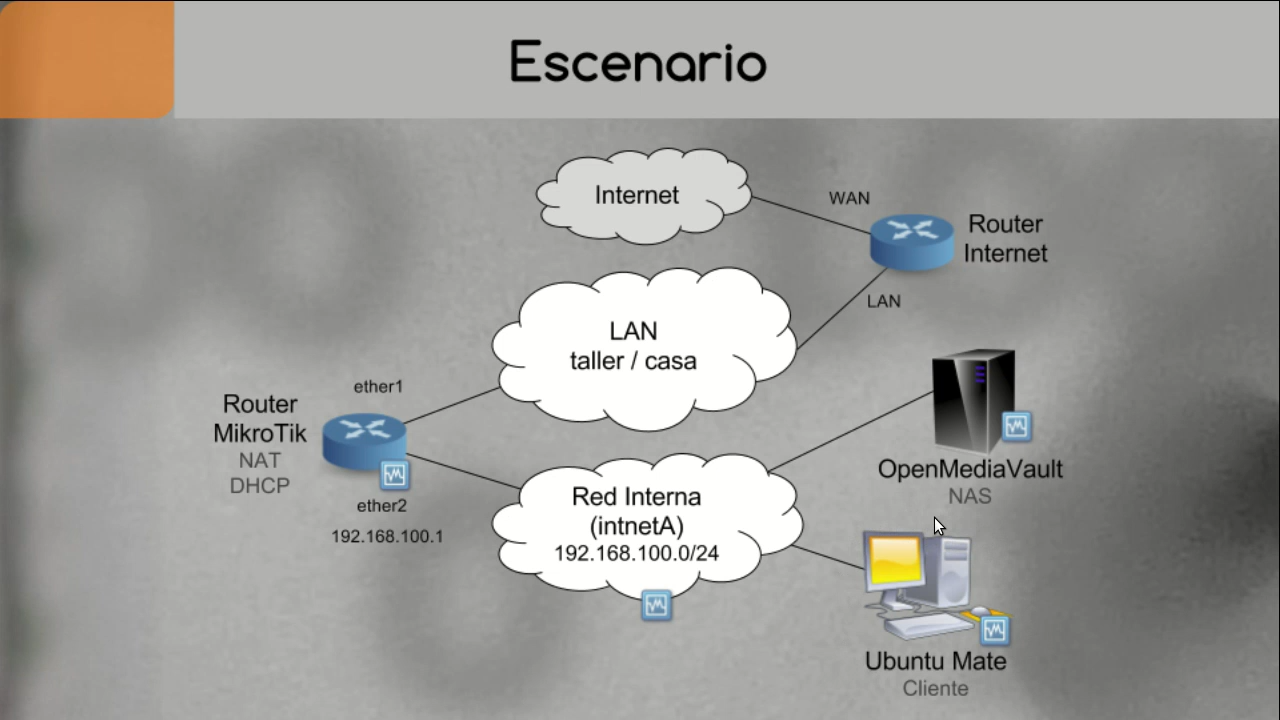 Escenario
Internet
WAN
Router
Internet
LAN
LAN
taller / casa
ether1
Router
MikroTik
NAT
DHCP
ether2
192.168.100.1
Red Interna
(intnetA)
192.168.100.0/24
OpenMediaVault
NAS
Ubuntu Mate
Cliente